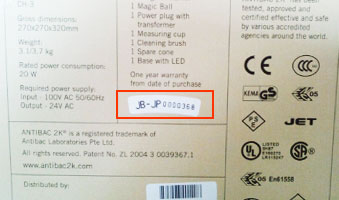 CH-3
Gross dimensions:
270x270x320mm
Weight:
3.1/3.7 kg
Rated power consumption:
20 W
Required power supply:
Input - 100V AC 50/60Hz
Output - 24V AC
1 Magic Ball
1 Power plug with
transformer
1 Measuring cup
1 Cleaning brush
1 Spare cone
1 Base with LED
One year warranty
from date of purchase
JB-JP0000368
ANTIBAC 2K® is a registered trademark of
Antibac Laboratories Pte Ltd.
All rights reserved. Patent No. ZL 2004 3 0039367.1
www.antibac2k.com
Distributed by:
been
tested, approved and
certified effective and safe
by various accredited
agencies around the world.
CE
CCC
KEMA
GS
PSE
JET
UL
En61558